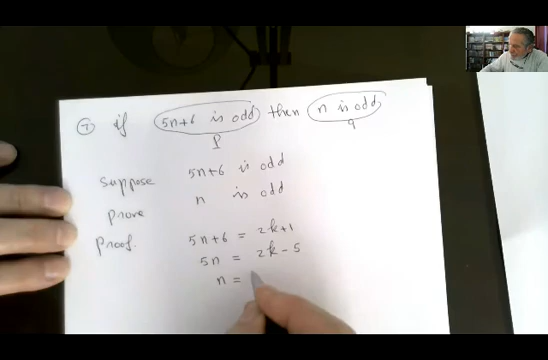 7 if 5n+6 is odd then n is odd
p q
suppose 5n+6 is odd
prove n is odd
proof. 5n+6 = 2k+1
5n = 2k-5
n =